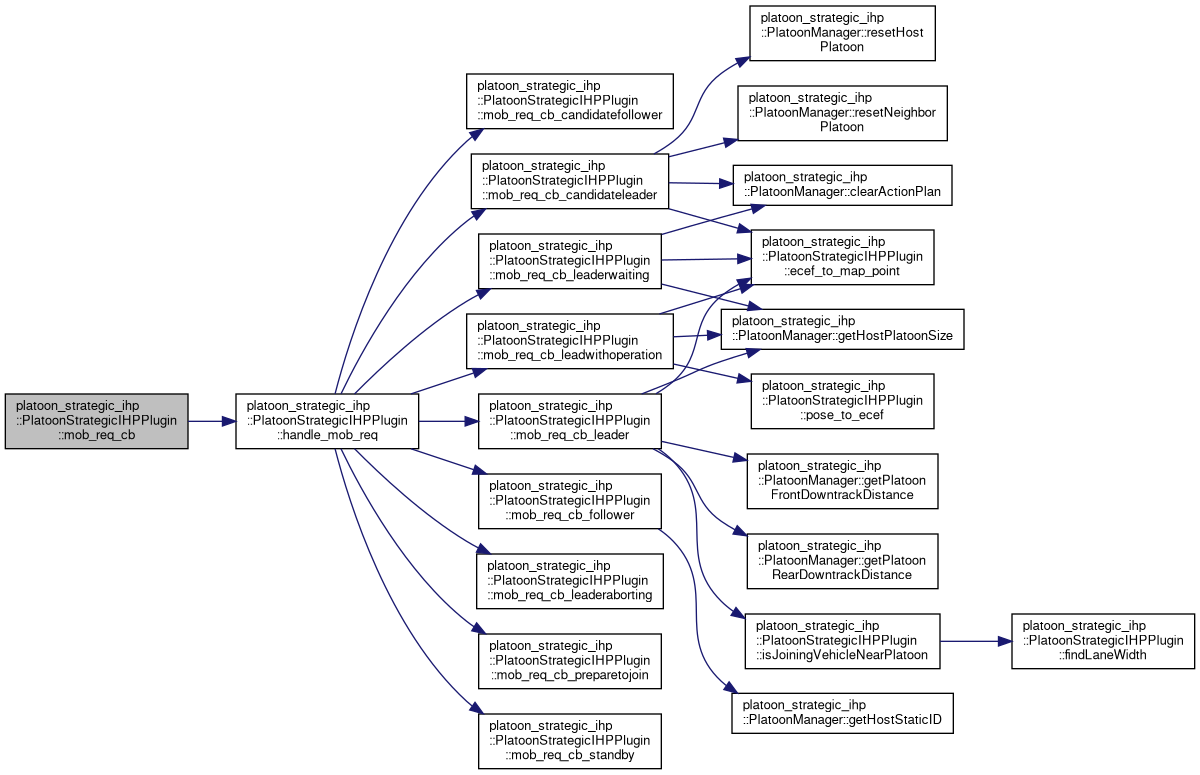 platoon_strategic_ihp
::PlatoonStrategicIHPPlugin
::mob_req_cb
platoon_strategic_ihp
::PlatoonStrategicIHPPlugin
::handle_mob_req
platoon_strategic_ihp
::PlatoonStrategicIHPPlugin
::mob_req_cb_candidatefollower
platoon_strategic_ihp
::PlatoonStrategicIHPPlugin
::mob_req_cb_candidateleader
platoon_strategic_ihp
::PlatoonStrategicIHPPlugin
::mob_req_cb_leaderwaiting
platoon_strategic_ihp
::PlatoonStrategicIHPPlugin
::mob_req_cb_leadwithoperation
platoon_strategic_ihp
::PlatoonStrategicIHPPlugin
::mob_req_cb_leader
platoon_strategic_ihp
::PlatoonStrategicIHPPlugin
::mob_req_cb_follower
platoon_strategic_ihp
::PlatoonStrategicIHPPlugin
::mob_req_cb_leaderaborting
platoon_strategic_ihp
::PlatoonStrategicIHPPlugin
::mob_req_cb_preparetojoin
platoon_strategic_ihp
::PlatoonStrategicIHPPlugin
::mob_req_cb_standby
platoon_strategic_ihp
::PlatoonManager::resetHost
Platoon
platoon_strategic_ihp
::PlatoonManager::resetNeighbor
Platoon
platoon_strategic_ihp
::PlatoonManager::clearActionPlan
platoon_strategic_ihp
::PlatoonStrategicIHPPlugin
::ecef_to_map_point
platoon_strategic_ihp
::PlatoonManager::getHostPlatoonSize
platoon_strategic_ihp
::PlatoonStrategicIHPPlugin
::pose_to_ecef
platoon_strategic_ihp
::PlatoonManager::getPlatoon
FrontDowntrackDistance
platoon_strategic_ihp
::PlatoonManager::getPlatoon
RearDowntrackDistance
platoon_strategic_ihp
::PlatoonStrategicIHPPlugin
::isJoiningVehicleNearPlatoon
platoon_strategic_ihp
::PlatoonManager::getHostStaticID
platoon_strategic_ihp
::PlatoonStrategicIHPPlugin
::findLaneWidth